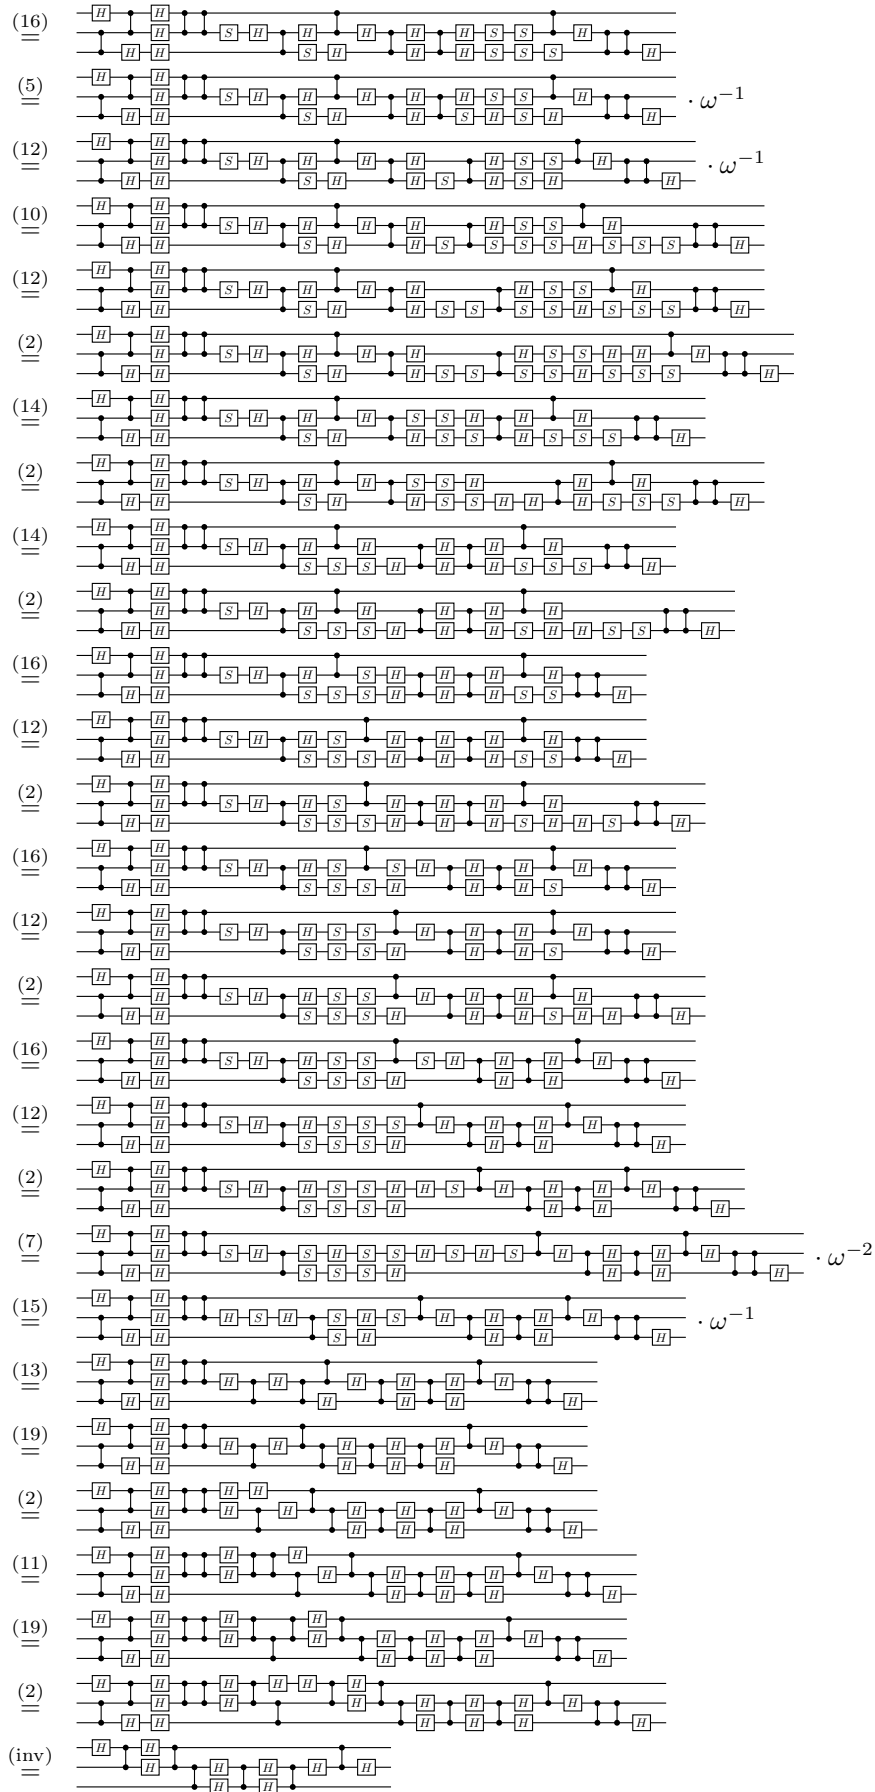 (16) H H
= H S H H H H H S S H
H H S H H H S S S H
(5) H H
= H S H H H H H S S H · ω⁻¹
H H S H H S H S H H
(12) H H
= H S H H H H H S S H · ω⁻¹
H H S H H S H S H H
(10) H H
= H S H H H H S S S H
H H S H H S S S S H S S S H
(12) H H
= H S H H H H H S S H
H H S H H S S S S H S S S H
(2) H H
= H S H H H H H S S H H H
H H S H H S S S S H S S S H
(14) H H
= H S H H H S S H H H
H H S H H S S H S S S H
(2) H H
= H S H H H S S H H H
H H S H H S S H H H S S S H
(14) H H
= H S H H H H H H
H H S S S H H H S S S H
(2) H H
= H S H H H H H H
H H S S S H H H S H H S S H
(16) H H
= H S H H S H H H H
H H S S S H H H S S H
(12) H H
= H S H H S H H H H
H H S S S H H H S S H
(2) H H
= H S H H S H H H H
H H S S S H H H S H H S H
(16) H H
= H S H H S S H H H H
H H S S S H H H S H
(12) H H
= H S H H S S H H H H
H H S S S H H H S H
(2) H H
= H S H H S S H H H H
H H S S S H H H S H H H
(16) H H
= H S H H S S S H H H H
H H S S S H H H H
(12) H H
= H S H H S S S H H H H
H H S S S H H H H
(2) H H
= H S H H S S H H S H H H H
H H S S S H H H H
(7) H H
= H S H S H S S H S H S H H H H · ω⁻²
H H S S S H H H H
(15) H H
= H H S H S H S H H H H · ω⁻¹
H H S H H H H
(13) H H
= H H H H H H H
H H H H H H
(19) H H
= H H H H H H H
H H H H H H
(2) H H H H
= H H H H H H H
H H H H H H
(11) H H H H
= H H H H H H H
H H H H H H
(19) H H H H
= H H H H H H H
H H H H H H
(2) H H H H H H
= H H H H H H H
H H H H H H
(inv) H H
= H H H H H
H H